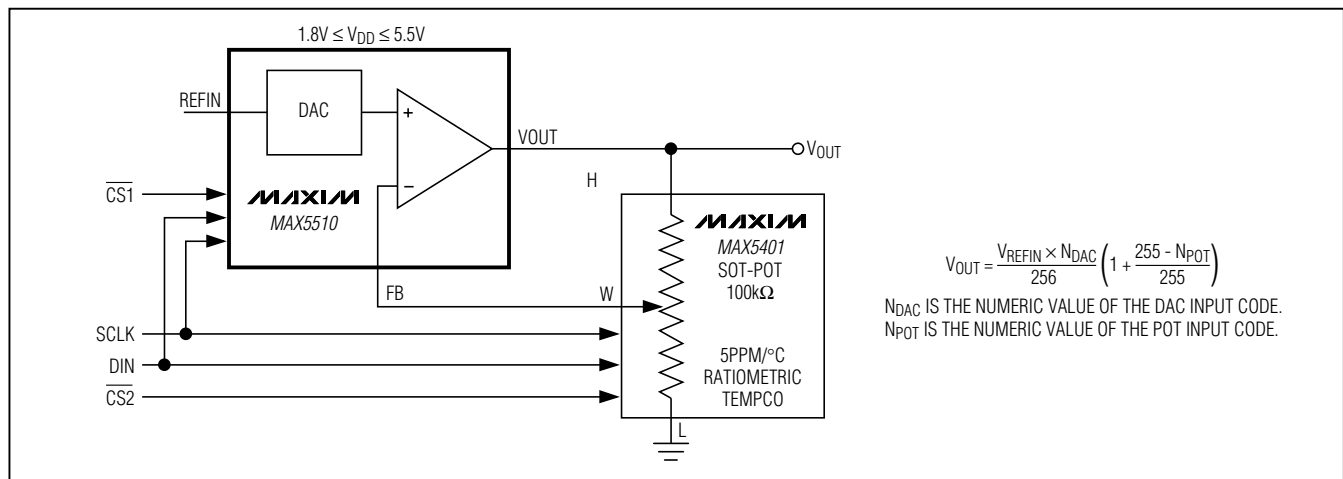 1.8V ≤ VDD ≤ 5.5V
REFIN
DAC
+
−
VOUT
VOUT
H
CS1
MAXIM
MAX5510
MAXIM
MAX5401
SOT-POT
100kΩ
FB
W
SCLK
DIN
CS2
5PPM/°C
RATIOMETRIC
TEMPCO
L
VOUT = VREFIN × NDAC / 256 (1 + 255 - NPOT / 255)
NDAC IS THE NUMERIC VALUE OF THE DAC INPUT CODE.
NPOT IS THE NUMERIC VALUE OF THE POT INPUT CODE.